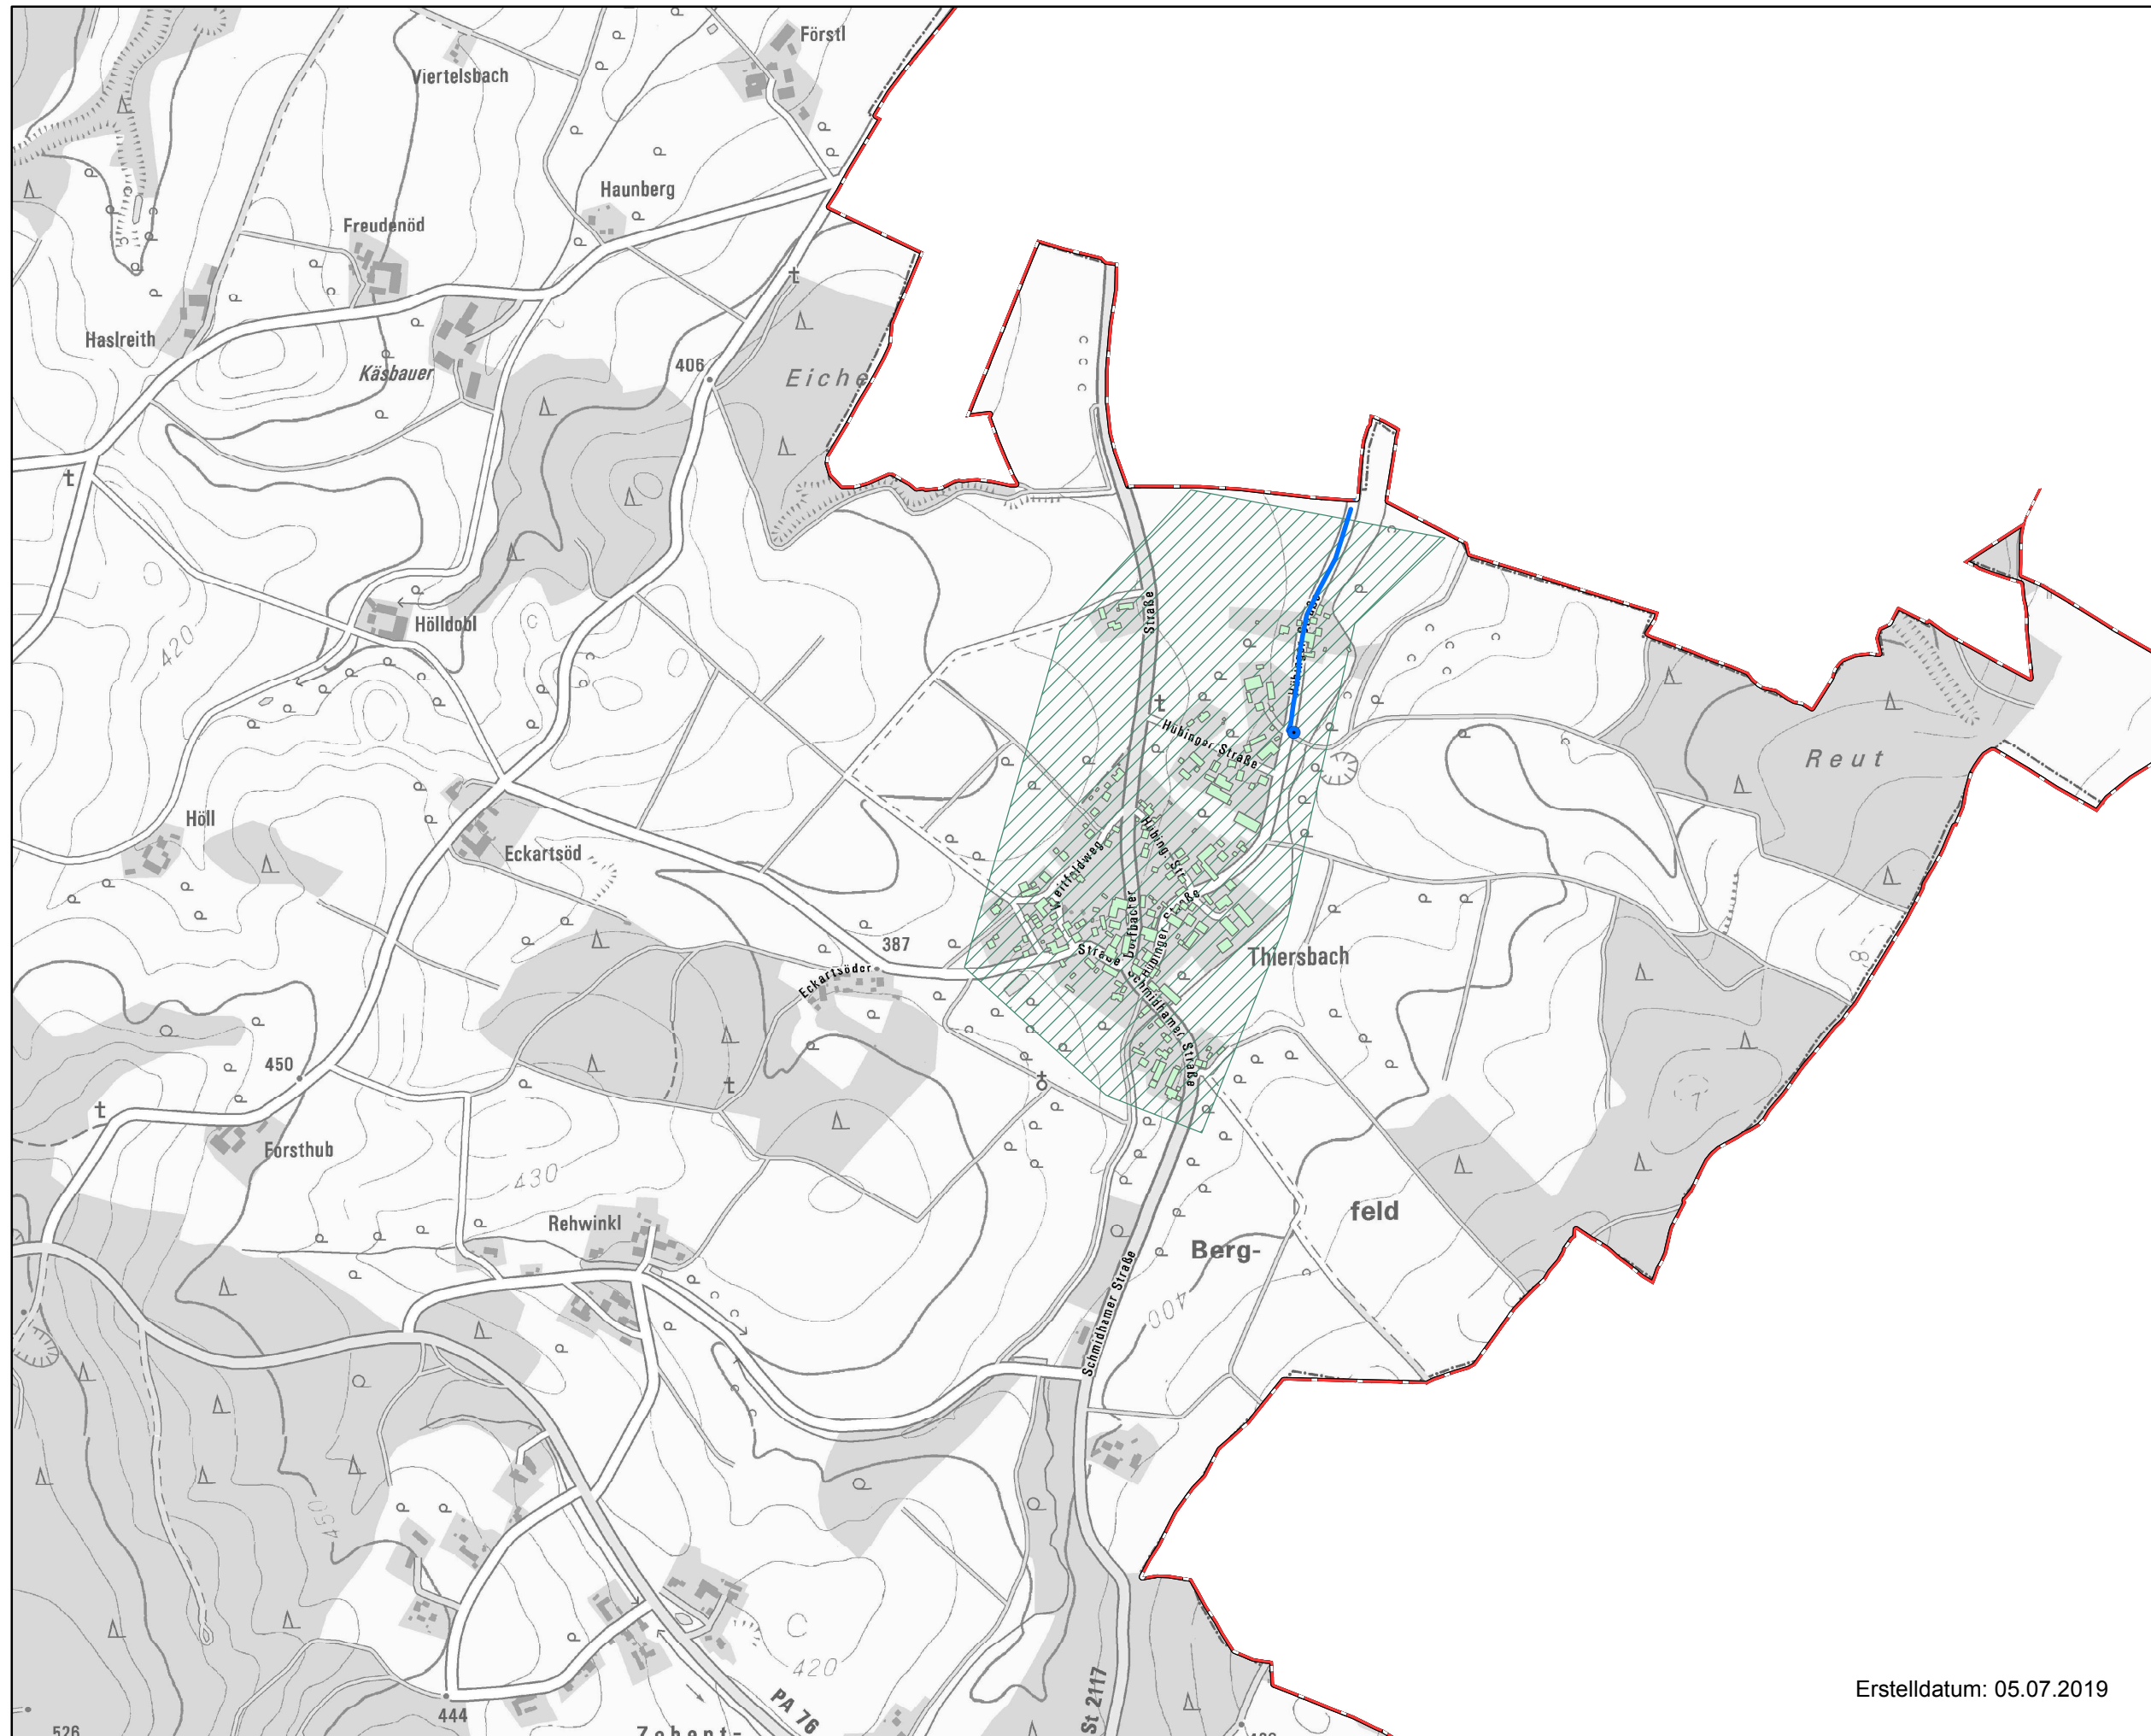 Förstl
Viertelsbach
Haunberg
Freudenöd
Haslreith
Käsbauer
406
Eiche
420
Hölldobl
Straße
Hübinger Straße
Reut
Höll
Eckartsöd
Hübing. Str.
387
Dorfbacher
Hübinger Straße
Straße
Thiersbach
Eckartsöder
Schmidhamer Straße
450
Forsthub
430
Rehwinkl
feld
Berg-
400
Schmidhamer Straße
450
420
PA 76
St 2117
444
526
Erstelldatum: 05.07.2019